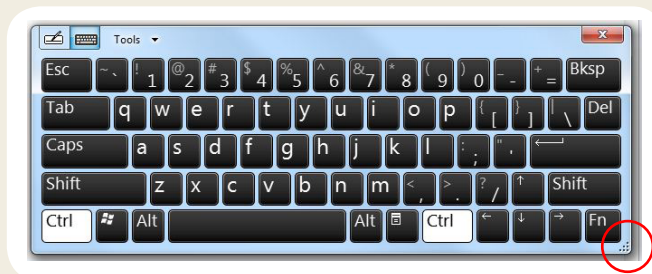 Tools
Esc ~ ` ! 1 @ 2 # 3 $ 4 % 5 ^ 6 & 7 * 8 ( 9 ) 0 _ - + = Bksp
Tab q w e r t y u i o p { [ } ] | \ Del
Caps a s d f g h j k l : ; " '
Shift z x c v b n m < , > . ? / ↑ Shift
Ctrl Alt Alt Ctrl ← ↓ → Fn